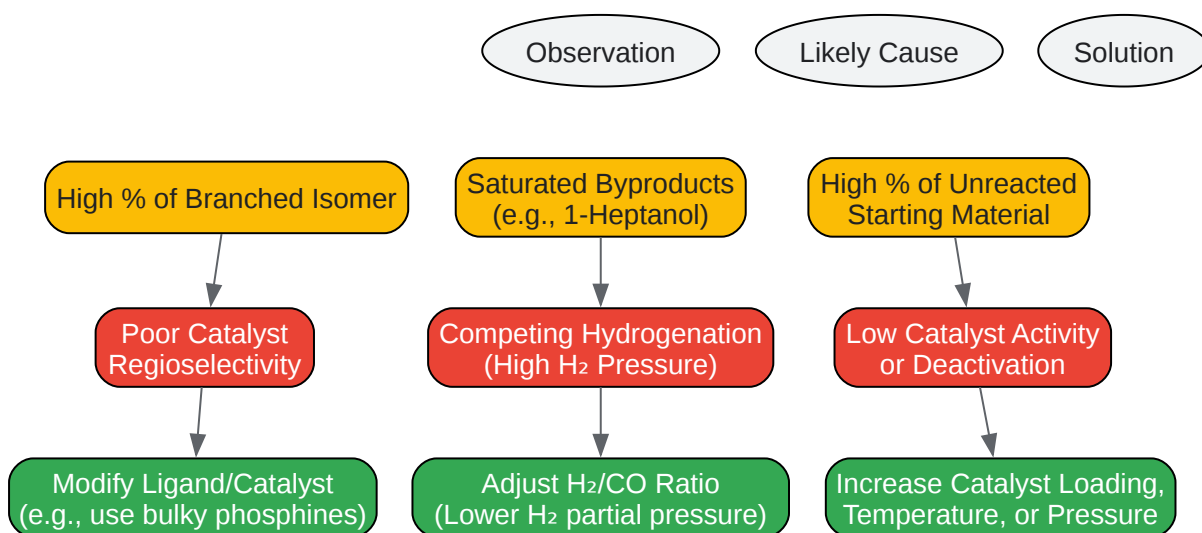 Observation
Likely Cause
Solution
High % of Branched Isomer
Saturated Byproducts
(e.g., 1-Heptanol)
High % of Unreacted
Starting Material
Poor Catalyst
Regioselectivity
Competing Hydrogenation
(High H₂ Pressure)
Low Catalyst Activity
or Deactivation
Modify Ligand/Catalyst
(e.g., use bulky phosphines)
Adjust H₂/CO Ratio
(Lower H₂ partial pressure)
Increase Catalyst Loading,
Temperature, or Pressure